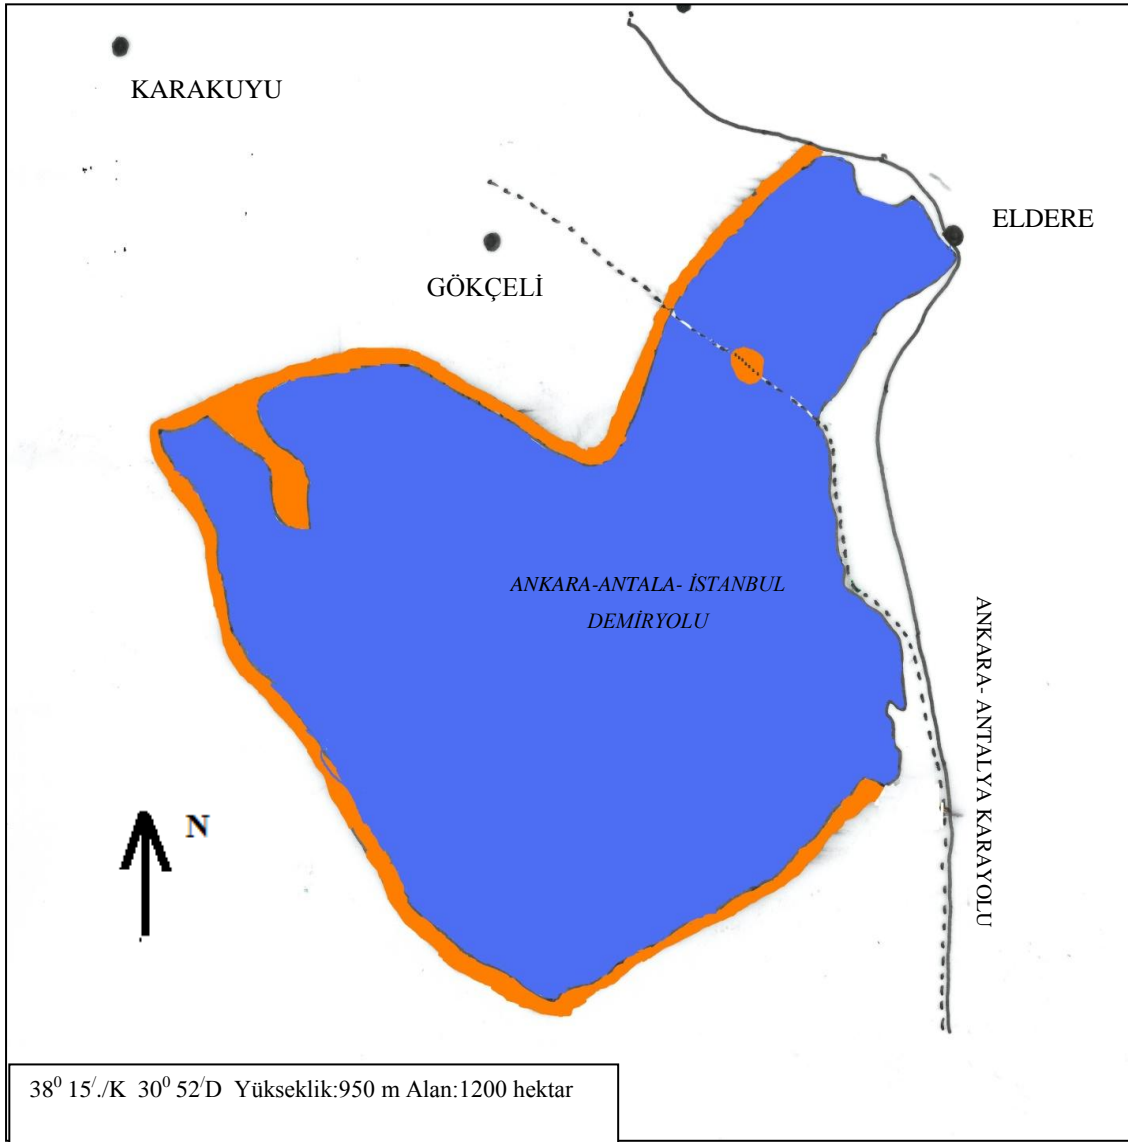 KARAKUYU
ELDERE
GÖKÇELİ
ANKARA-ANTALA- İSTANBUL
DEMİRYOLU
ANKARA- ANTALYA KARAYOLU
N
38⁰ 15/./K 30⁰ 52/D Yükseklik:950 m Alan:1200 hektar